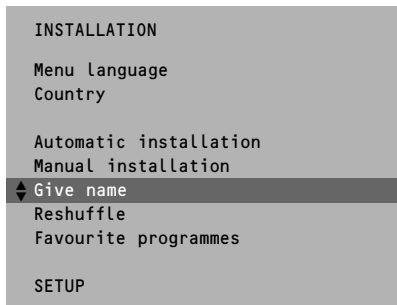 INSTALLATION
Menu language
Country
Automatic installation
Manual installation
Give name
Reshuffle
Favourite programmes
SETUP